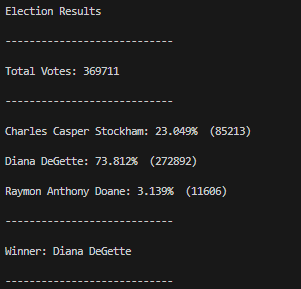 Election Results
----------------------------
Total Votes: 369711
----------------------------
Charles Casper Stockham: 23.049%  (85213)
Diana DeGette: 73.812%  (272892)
Raymon Anthony Doane: 3.139%  (11606)
----------------------------
Winner: Diana DeGette
----------------------------